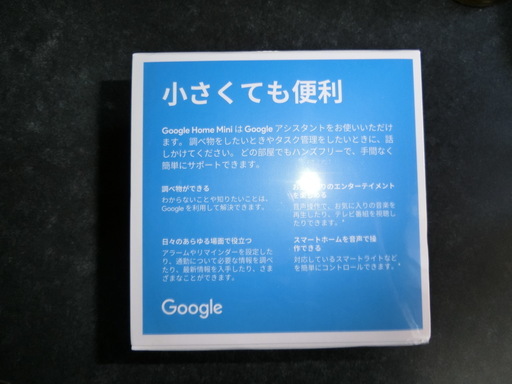 小さくても便利
Google Home Mini は Google アシスタントをお使いいただけ
ます。 調べ物をしたいときやタスク管理をしたいときに、話
しかけてください。 どの部屋でもハンズフリーで、手間なく
簡単にサポートできます。
調べ物ができる
わからないことや知りたいことは、
Google を利用して解決できます。
お気に入りのエンターテイメント
を楽しめる
音声操作で、お気に入りの音楽を
再生したり、テレビ番組を視聴し
たりできます。*
日々のあらゆる場面で役立つ
アラームやリマインダーを設定し
たり、通勤について必要な情報を調べ
たり、最新情報を入手したり、さま
ざまなことができます。
スマートホームを音声で操
作できる
対応しているスマートライトなど
を簡単にコントロールできます。*
Google